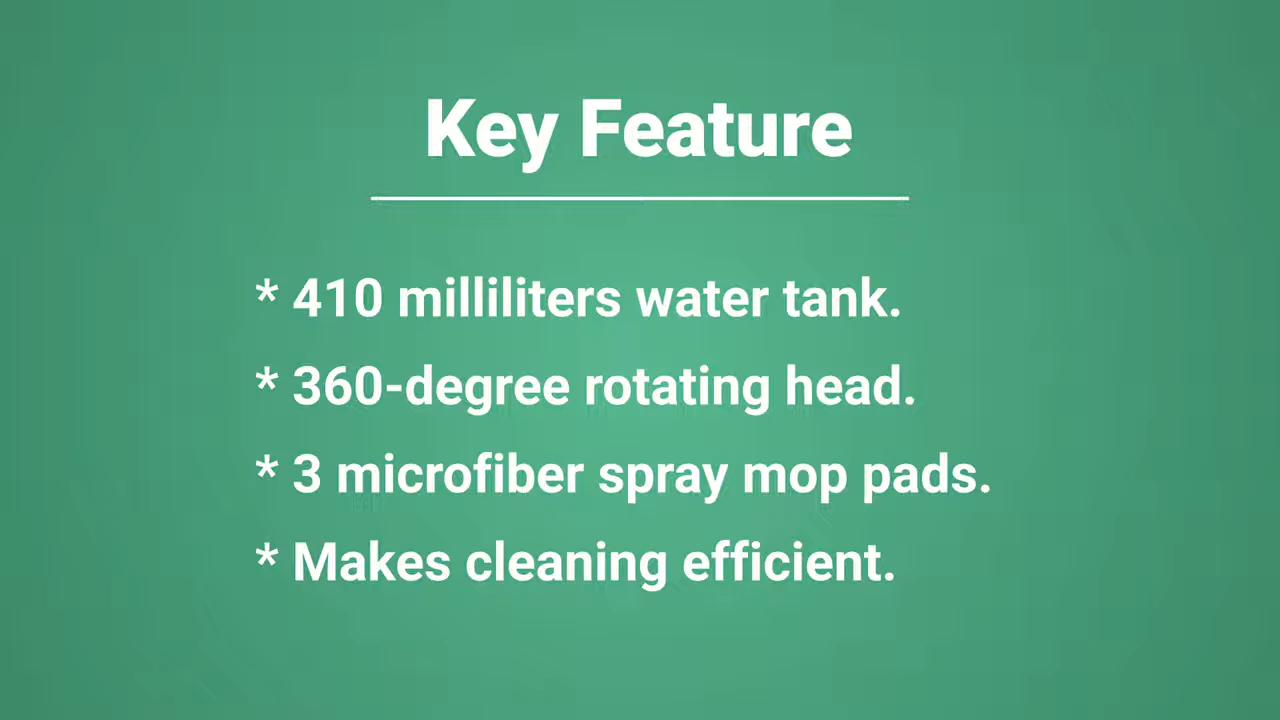 Key Feature
* 410 milliliters water tank.
* 360-degree rotating head.
* 3 microfiber spray mop pads.
* Makes cleaning efficient.